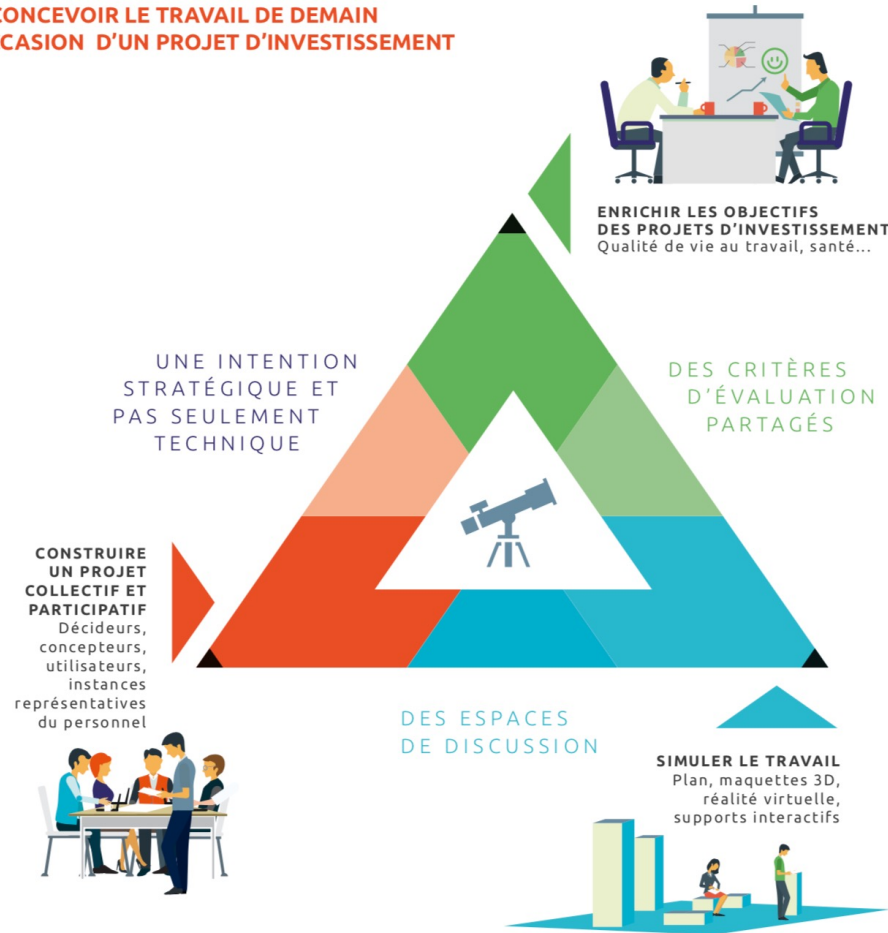 CONCEVOIR LE TRAVAIL DE DEMAIN
CASION D'UN PROJET D'INVESTISSEMENT
ENRICHIR LES OBJECTIFS
DES PROJETS D'INVESTISSEMENT
Qualité de vie au travail, santé...
UNE INTENTION
STRATÉGIQUE ET
PAS SEULEMENT
TECHNIQUE
DES CRITÈRES
D'ÉVALUATION
PARTAGÉS
CONSTRUIRE
UN PROJET
COLLECTIF ET
PARTICIPATIF
Décideurs,
concepteurs,
utilisateurs,
instances
représentatives
du personnel
DES ESPACES
DE DISCUSSION
SIMULER LE TRAVAIL
Plan, maquettes 3D,
réalité virtuelle,
supports interactifs